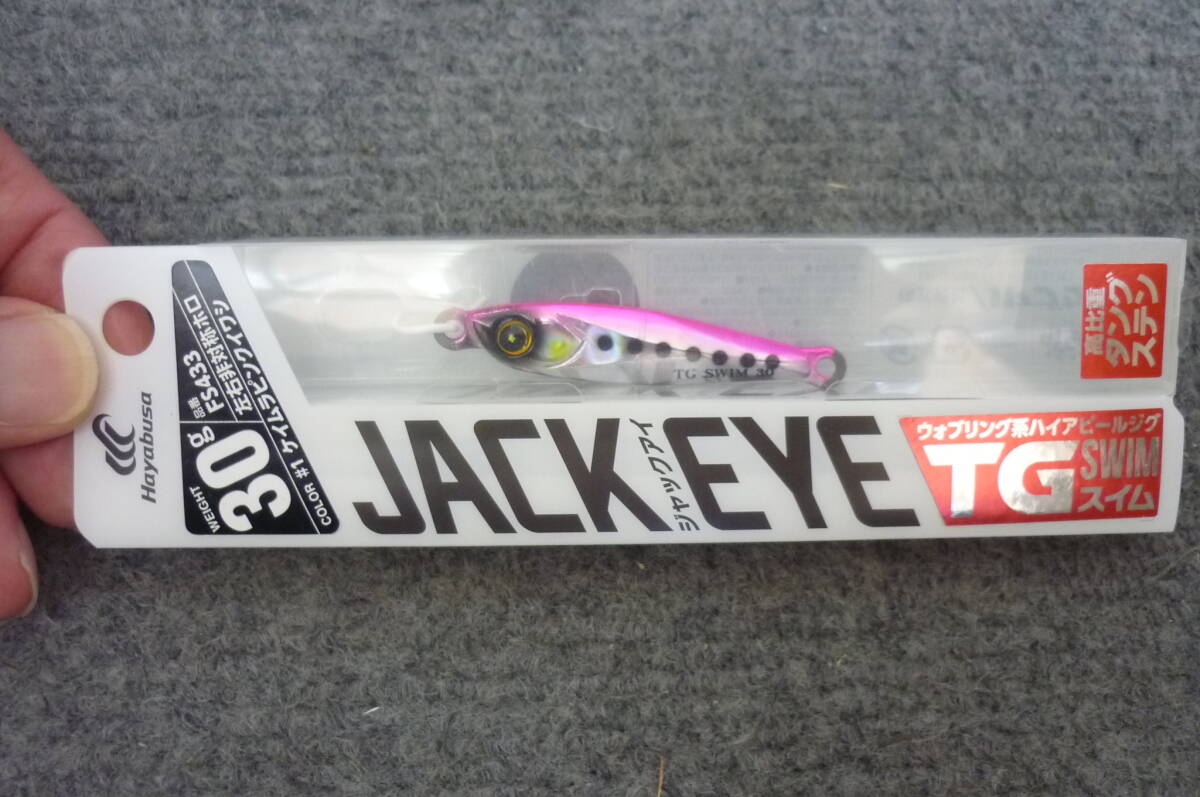 Hayabusa
WEIGHT
30g
品番 FS433
左右非対称ホロ
COLOR #1 ケイムラピンクイワシ
TG SWIM 30
高比重
タングステン
JACK EYE
ジャックアイ
ウォブリング系ハイアピールジグ
TG SWIM
スイム